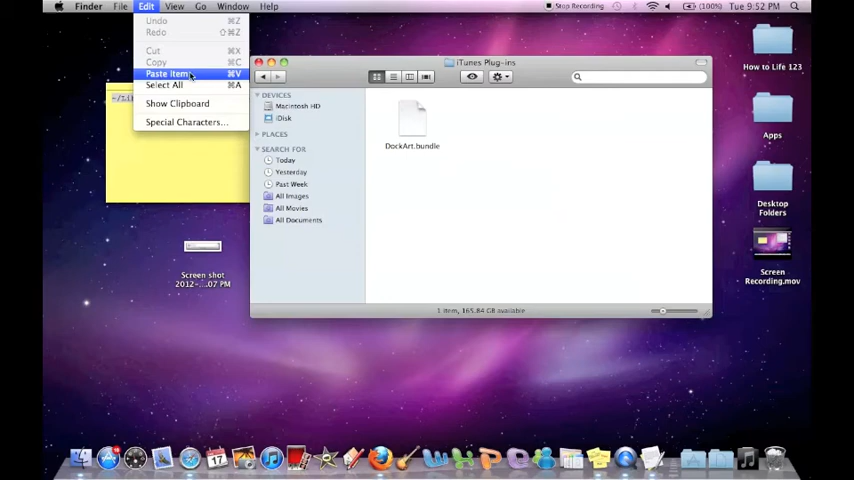 Finder File Edit View Go Window Help
Stop Recording (100%) Tue 9:52 PM
Undo ⌘Z
Redo ⇧⌘Z
Cut ⌘X
Copy ⌘C
Paste Item ⌘V
Select All ⌘A
Show Clipboard
Special Characters...
iTunes Plug-ins
DEVICES
Macintosh HD
iDisk
PLACES
SEARCH FOR
Today
Yesterday
Past Week
All Images
All Movies
All Documents
DockArt.bundle
1 item, 165.84 GB available
Screen shot
2012-...07 PM
How to Life 123
Apps
Desktop
Folders
Screen
Recording.mov
17